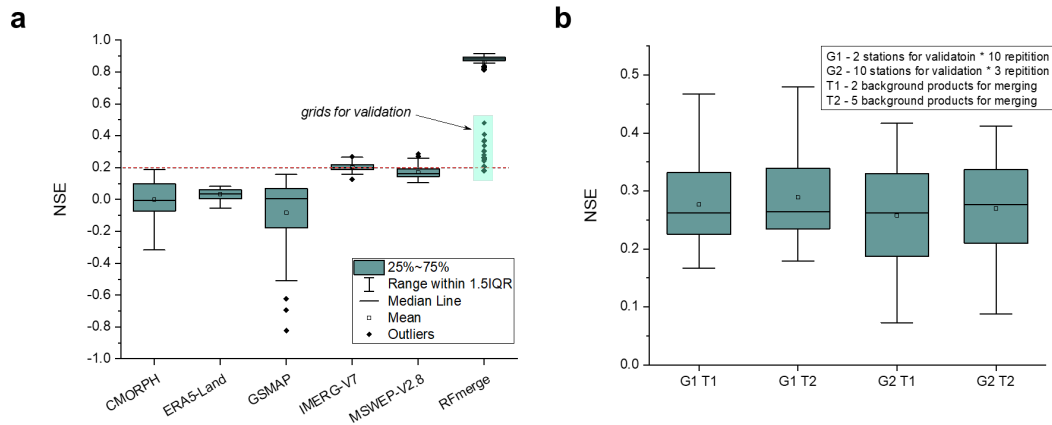 a
NSE
1.0
0.8
0.6
0.4
0.2
0.0
-0.2
-0.4
-0.6
-0.8
-1.0
grids for validation
25%~75%
Range within 1.5IQR
Median Line
Mean
Outliers
CMORPH
ERA5-Land
GSMAP
IMERG-V7
MSWEP-V2.8
RFmerge
b
NSE
0.5
0.4
0.3
0.2
0.1
0.0
G1 - 2 stations for validatoin * 10 repitition
G2 - 10 stations for validation * 3 repitition
T1 - 2 background products for merging
T2 - 5 background products for merging
G1 T1
G1 T2
G2 T1
G2 T2